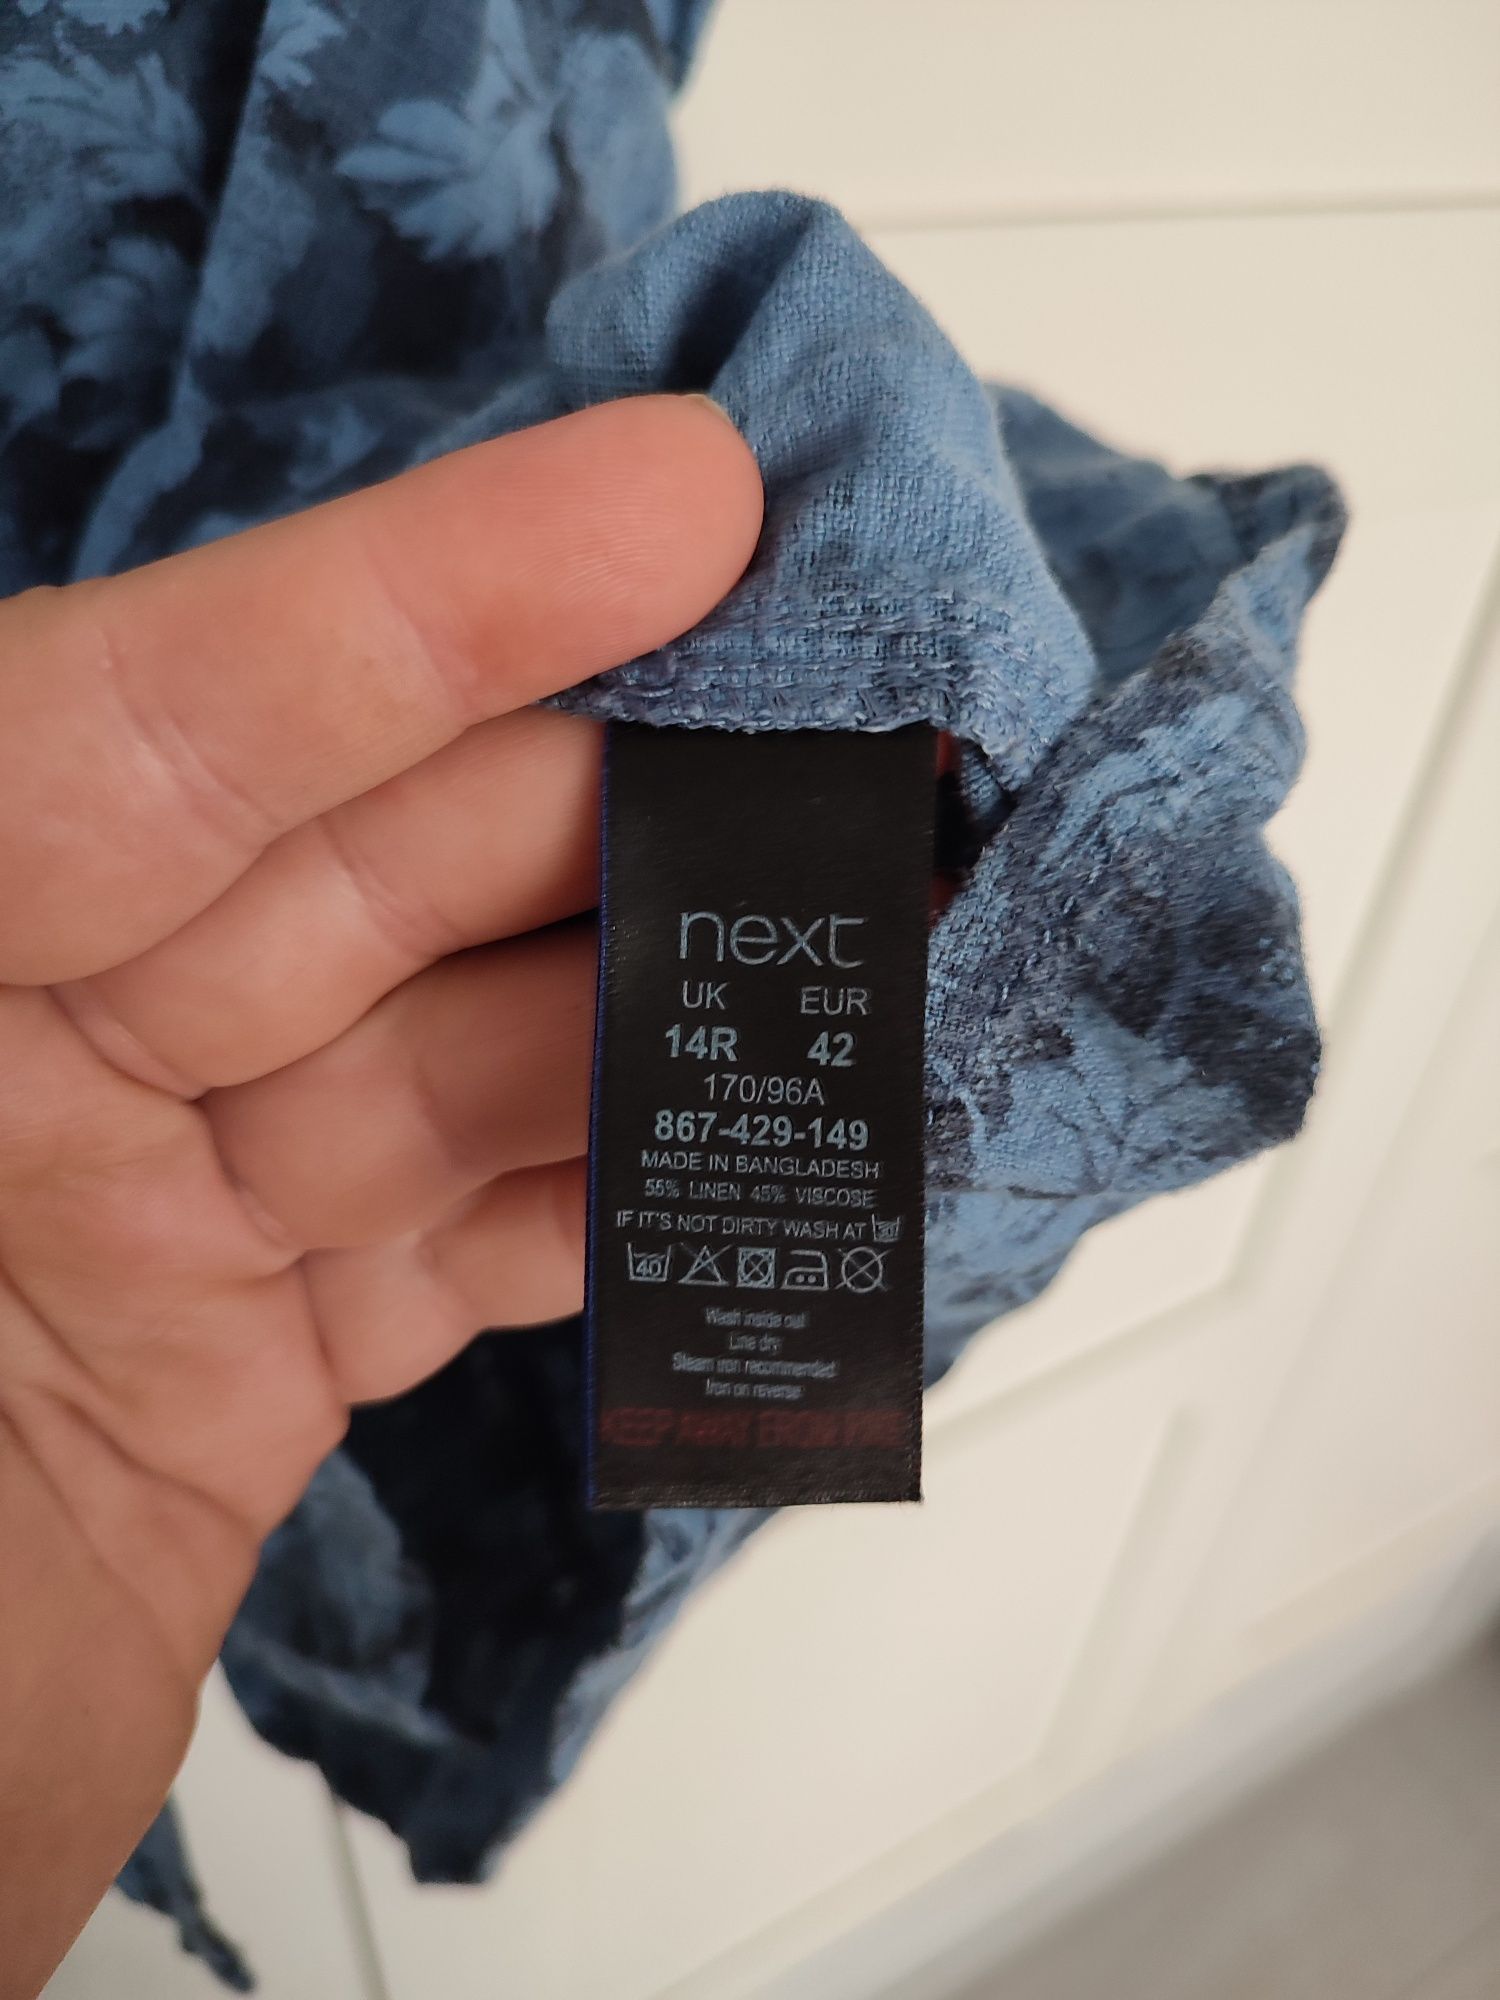 next
UK EUR
14R 42
170/96A
867-429-149
MADE IN BANGLADESH
55% LINEN 45% VISCOSE
IF IT'S NOT DIRTY WASH AT 30
40
Wash inside out
Line dry
Steam iron recommended
Iron on reverse
KEEP AWAY FROM FIRE